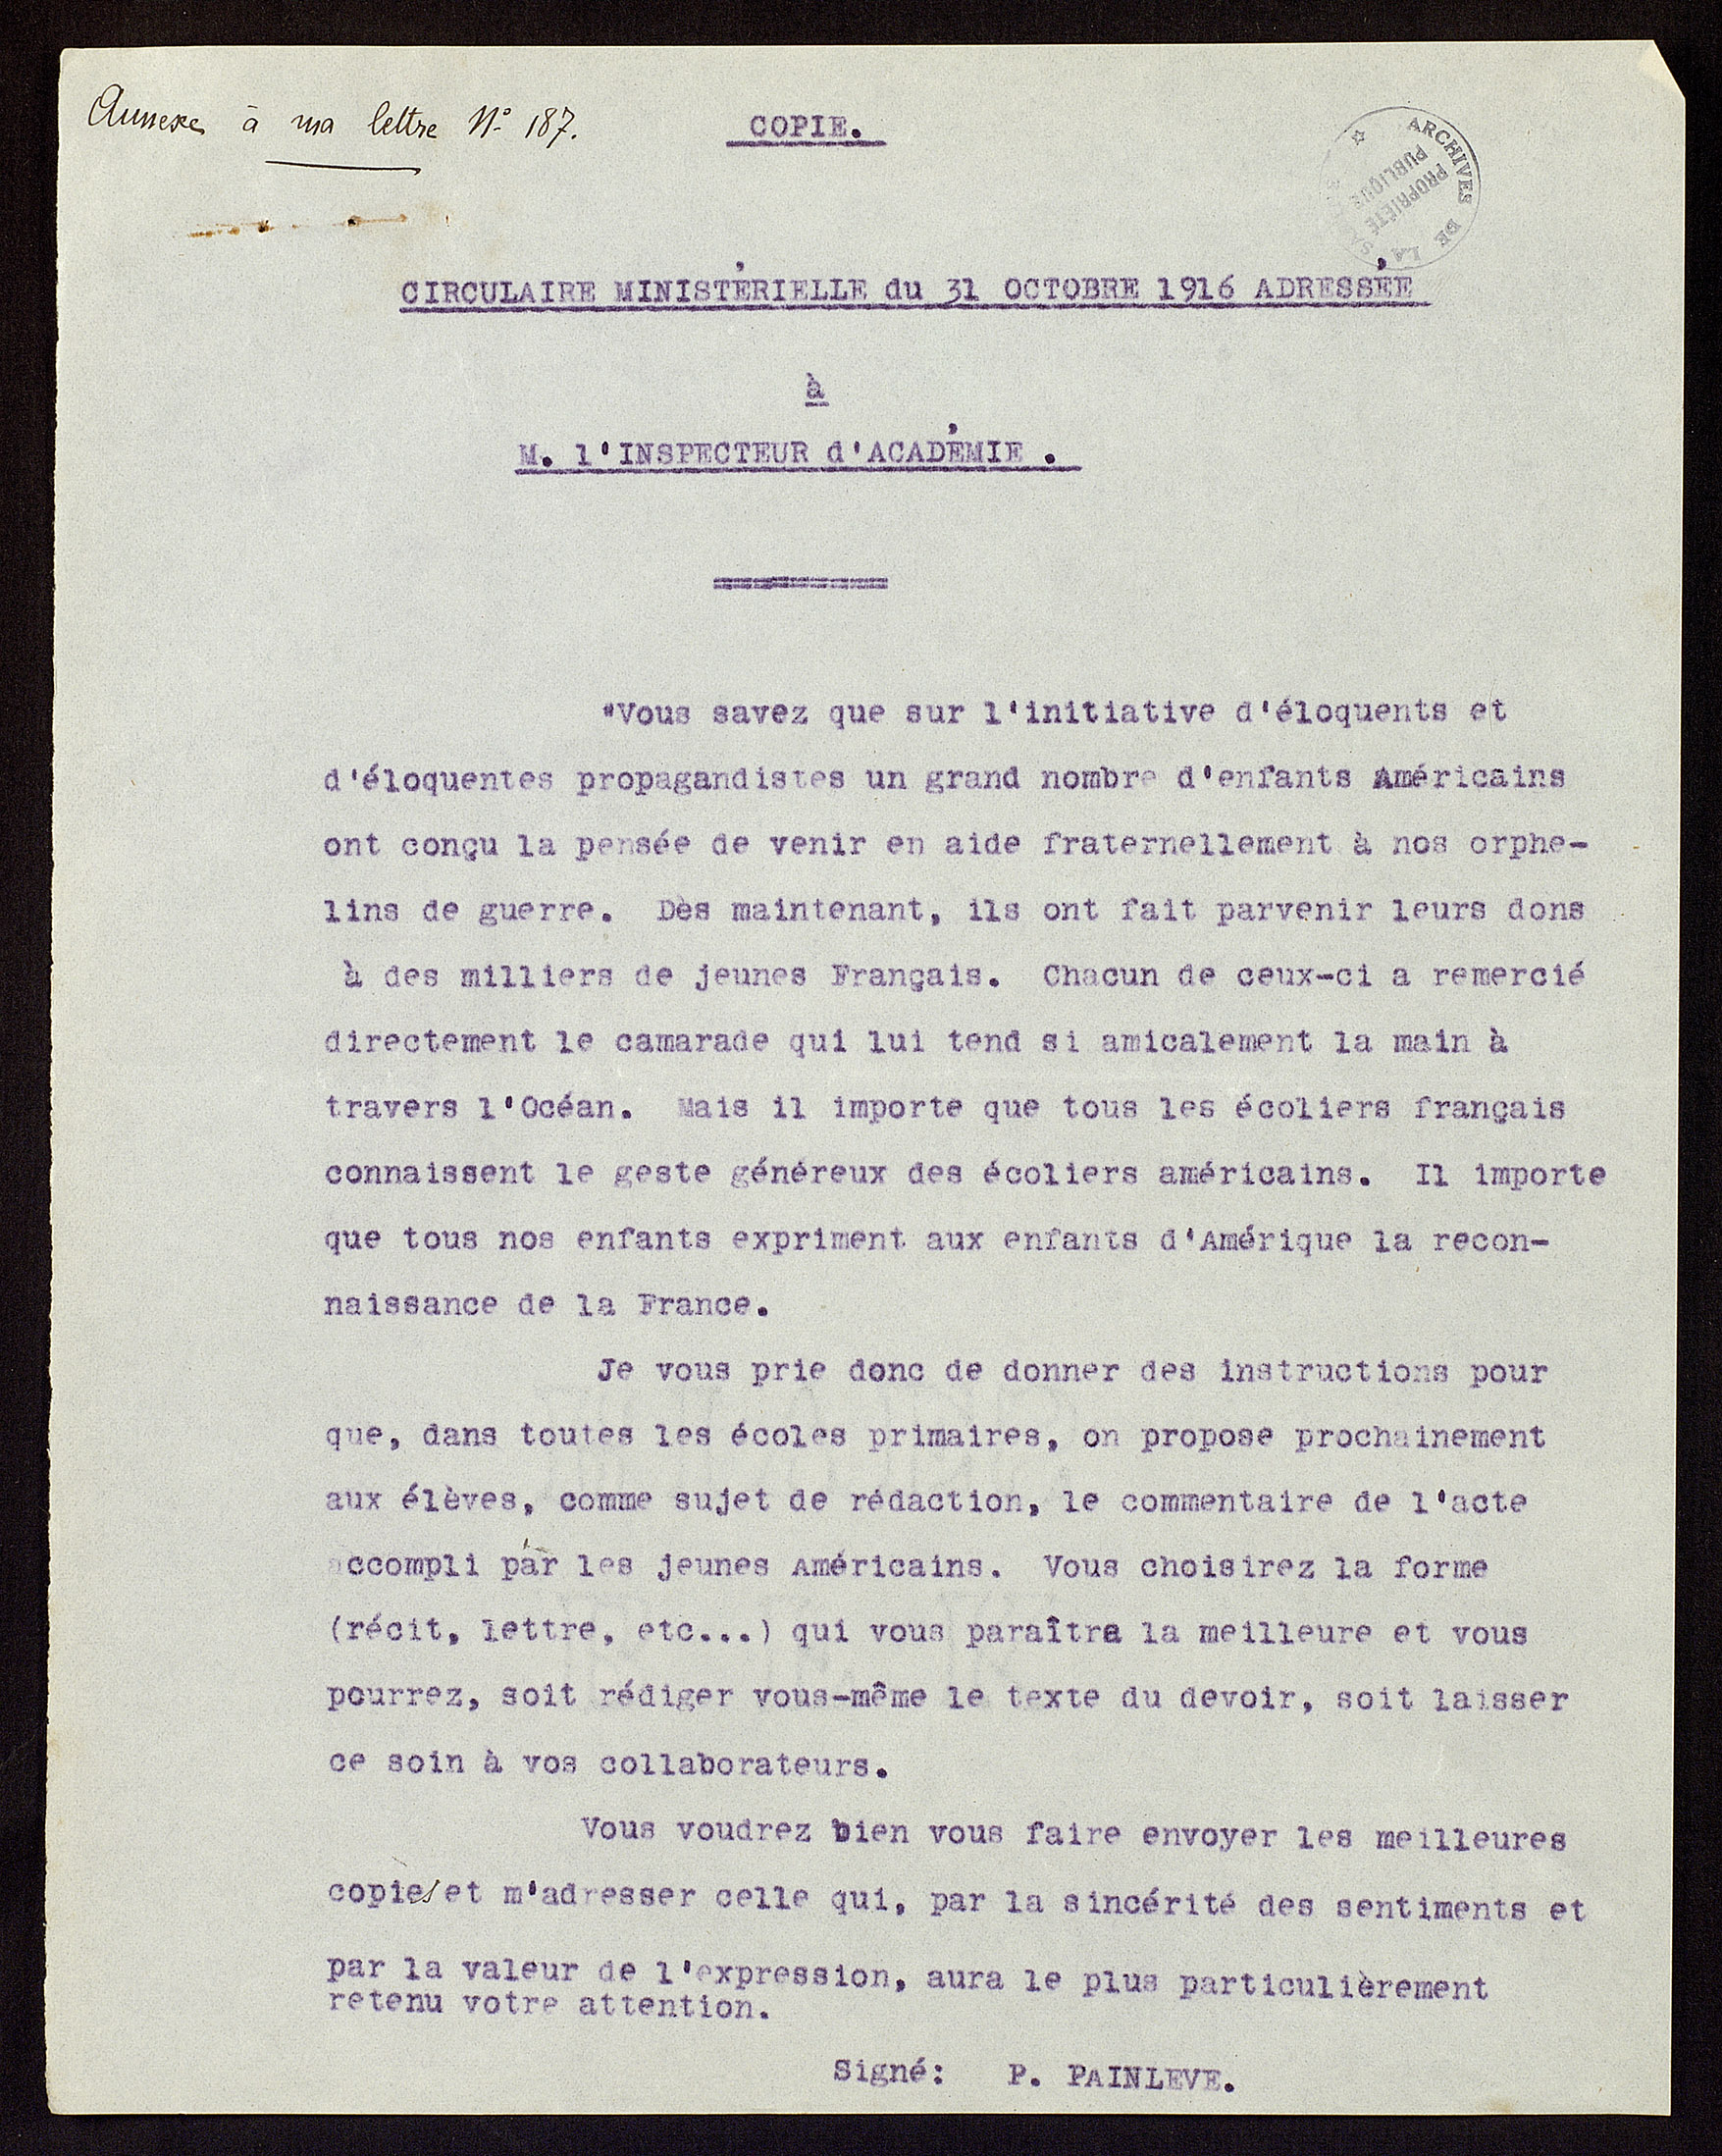 Annexe à ma lettre N° 187.
COPIE.
ARCHIVES DE LA
PROPRIÉTÉ
PUBLIQUE
CIRCULAIRE MINISTÉRIELLE du 31 OCTOBRE 1916 ADRESSÉE
à
M. l'INSPECTEUR d'ACADÉMIE .
"Vous savez que sur l'initiative d'éloquents et
d'éloquentes propagandistes un grand nombre d'enfants Américains
ont conçu la pensée de venir en aide fraternellement à nos orphe-
lins de guerre. Dès maintenant, ils ont fait parvenir leurs dons
à des milliers de jeunes Français. Chacun de ceux-ci a remercié
directement le camarade qui lui tend si amicalement la main à
travers l'Océan. Mais il importe que tous les écoliers français
connaissent le geste généreux des écoliers américains. Il importe
que tous nos enfants expriment aux enfants d'Amérique la recon-
naissance de la France.
Je vous prie donc de donner des instructions pour
que, dans toutes les écoles primaires, on propose prochainement
aux élèves, comme sujet de rédaction, le commentaire de l'acte
accompli par les jeunes Américains. Vous choisirez la forme
(récit, lettre, etc...) qui vous paraîtra la meilleure et vous
pourrez, soit rédiger vous-même le texte du devoir, soit laisser
ce soin à vos collaborateurs.
Vous voudrez bien vous faire envoyer les meilleures
copies et m'adresser celle qui, par la sincérité des sentiments et
par la valeur de l'expression, aura le plus particulièrement
retenu votre attention.
Signé: P. PAINLEVE.